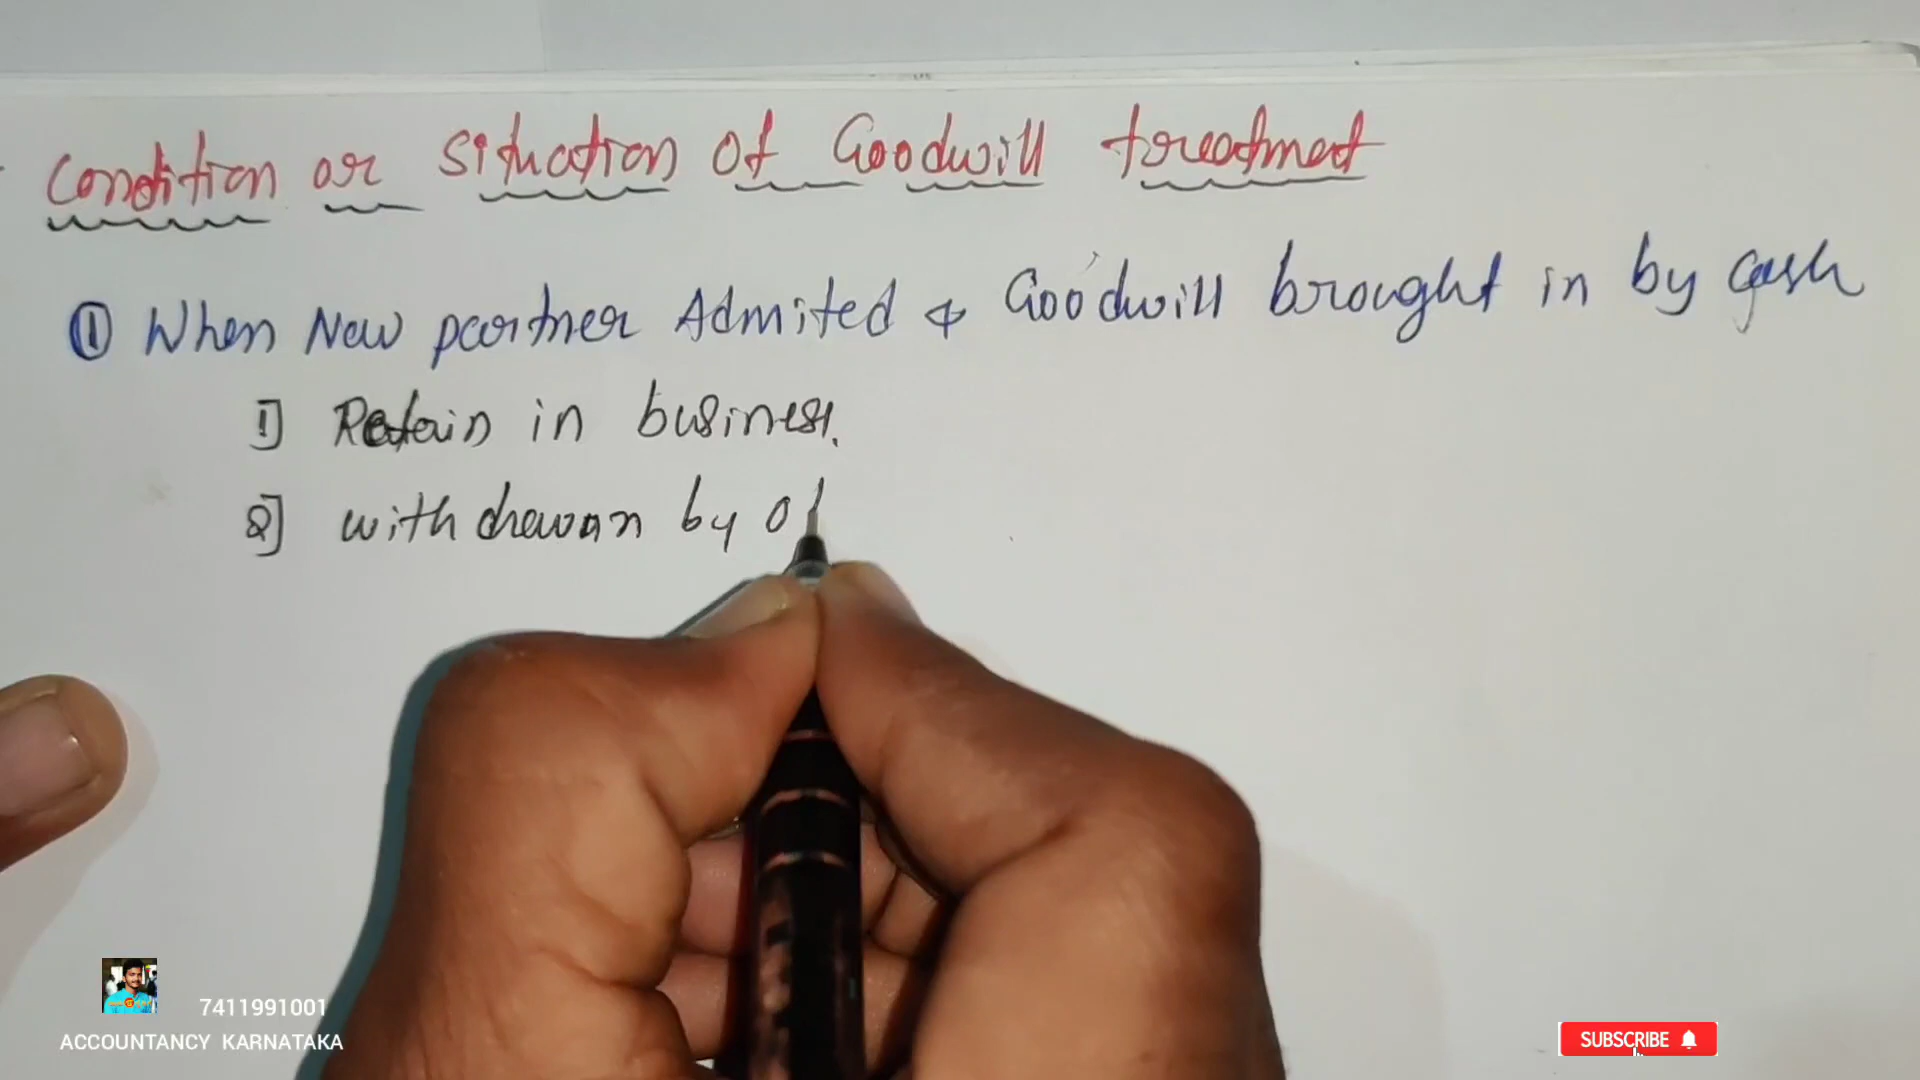 Condition or situation of Goodwill treatment
① When New partner Admited & Goodwill brought in by cash
1] Retain in business.
2] withdrawn by ol
7411991001
ACCOUNTANCY KARNATAKA
SUBSCRIBE